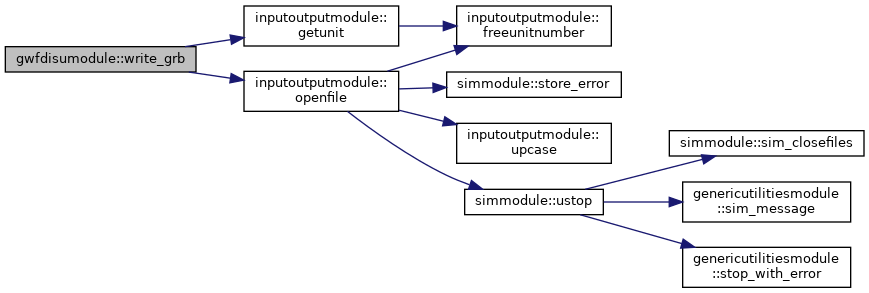 gwfdisumodule::write_grb
inputoutputmodule::
getunit
inputoutputmodule::
openfile
inputoutputmodule::
freeunitnumber
simmodule::store_error
inputoutputmodule::
upcase
simmodule::ustop
simmodule::sim_closefiles
genericutilitiesmodule
::sim_message
genericutilitiesmodule
::stop_with_error